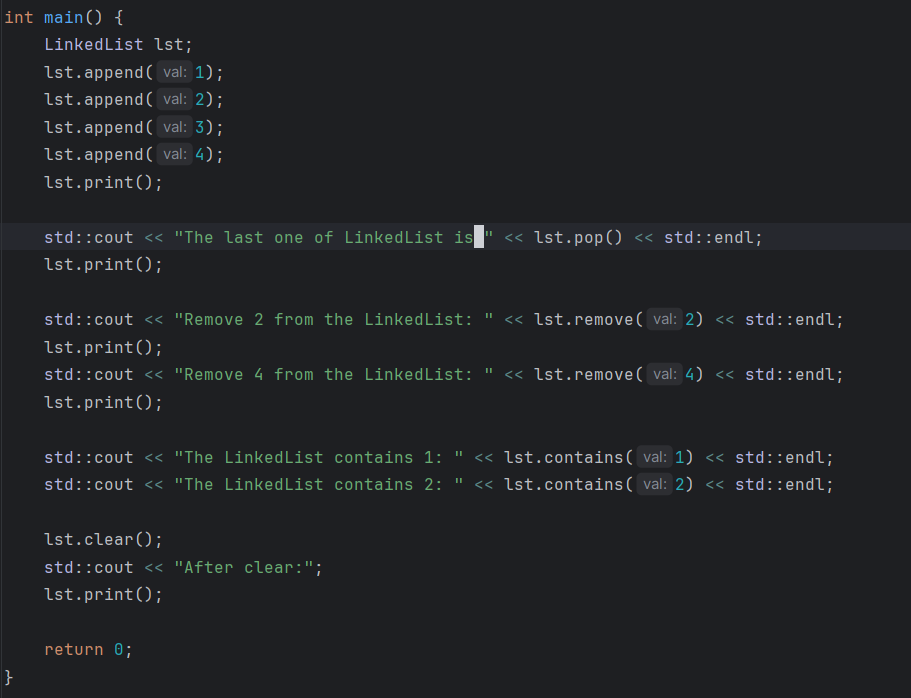 int main() {
    LinkedList lst;
    lst.append( val: 1);
    lst.append( val: 2);
    lst.append( val: 3);
    lst.append( val: 4);
    lst.print();

    std::cout << "The last one of LinkedList is " << lst.pop() << std::endl;
    lst.print();

    std::cout << "Remove 2 from the LinkedList: " << lst.remove( val: 2) << std::endl;
    lst.print();
    std::cout << "Remove 4 from the LinkedList: " << lst.remove( val: 4) << std::endl;
    lst.print();

    std::cout << "The LinkedList contains 1: " << lst.contains( val: 1) << std::endl;
    std::cout << "The LinkedList contains 2: " << lst.contains( val: 2) << std::endl;

    lst.clear();
    std::cout << "After clear:";
    lst.print();

    return 0;
}